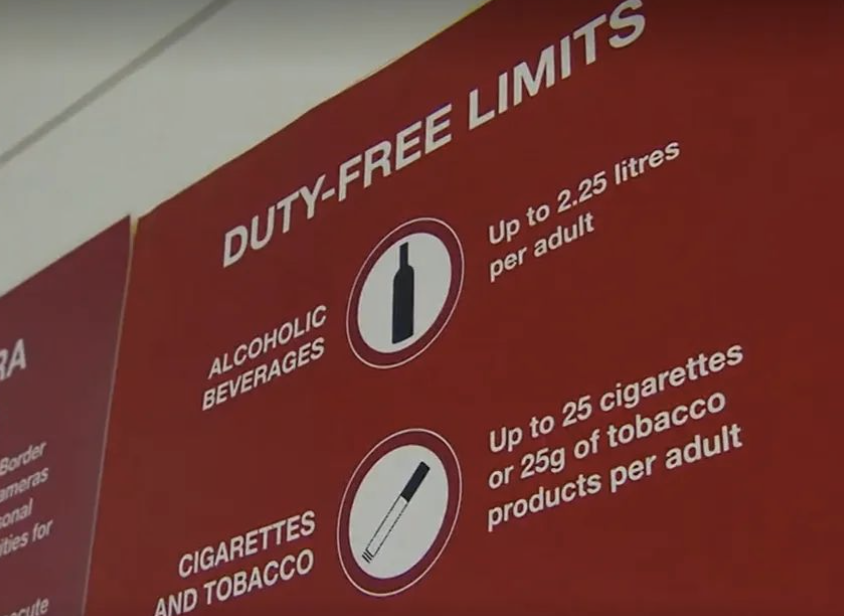 DUTY-FREE LIMITS
ALCOHOLIC
BEVERAGES
Up to 2.25 litres
per adult
CIGARETTES
AND TOBACCO
Up to 25 cigarettes
or 25g of tobacco
products per adult
RA
Border
ameras
sonal
ities for
ecute